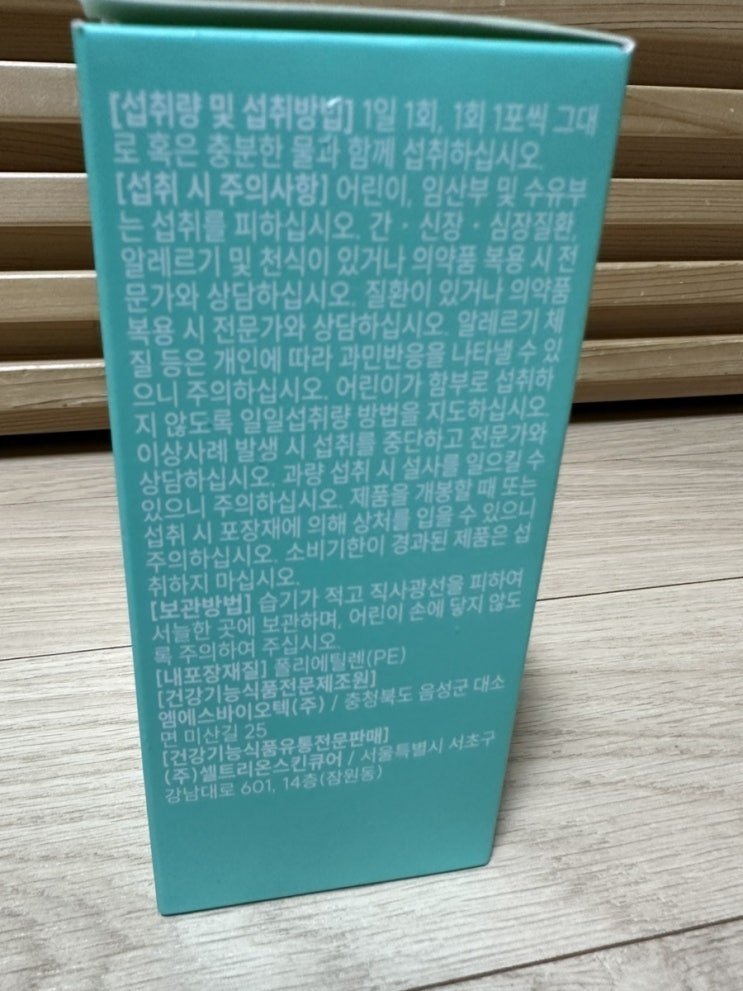 [섭취량 및 섭취방법] 1일 1회, 1회 1포씩 그대
로 혹은 충분한 물과 함께 섭취하십시오.
[섭취 시 주의사항] 어린이, 임산부 및 수유부
는 섭취를 피하십시오. 간 · 신장 · 심장질환,
알레르기 및 천식이 있거나 의약품 복용 시 전
문가와 상담하십시오. 질환이 있거나 의약품
복용 시 전문가와 상담하십시오. 알레르기 체
질 등은 개인에 따라 과민반응을 나타낼 수 있
으니 주의하십시오. 어린이가 함부로 섭취하
지 않도록 일일섭취량 방법을 지도하십시오
이상사례 발생 시 섭취를 중단하고 전문가와
상담하십시오. 과량 섭취 시 설사를 일으킬 수
있으니 주의하십시오. 제품을 개봉할 때 또는
섭취 시 포장재에 의해 상처를 입을 수 있으니
주의하십시오. 소비기한이 경과된 제품은 섭
취하지 마십시오.
[보관방법] 습기가 적고 직사광선을 피하여
서늘한 곳에 보관하며, 어린이 손에 닿지 않도
록 주의하여 주십시오.
[내포장재질] 폴리에틸렌(PE)
[건강기능식품전문제조원]
엠에스바이오텍(주) / 충청북도 음성군 대소
면 미산길 25
[건강기능식품유통전문판매]
(주)셀트리온스킨큐어 / 서울특별시 서초구
강남대로 601, 14층(잠원동)